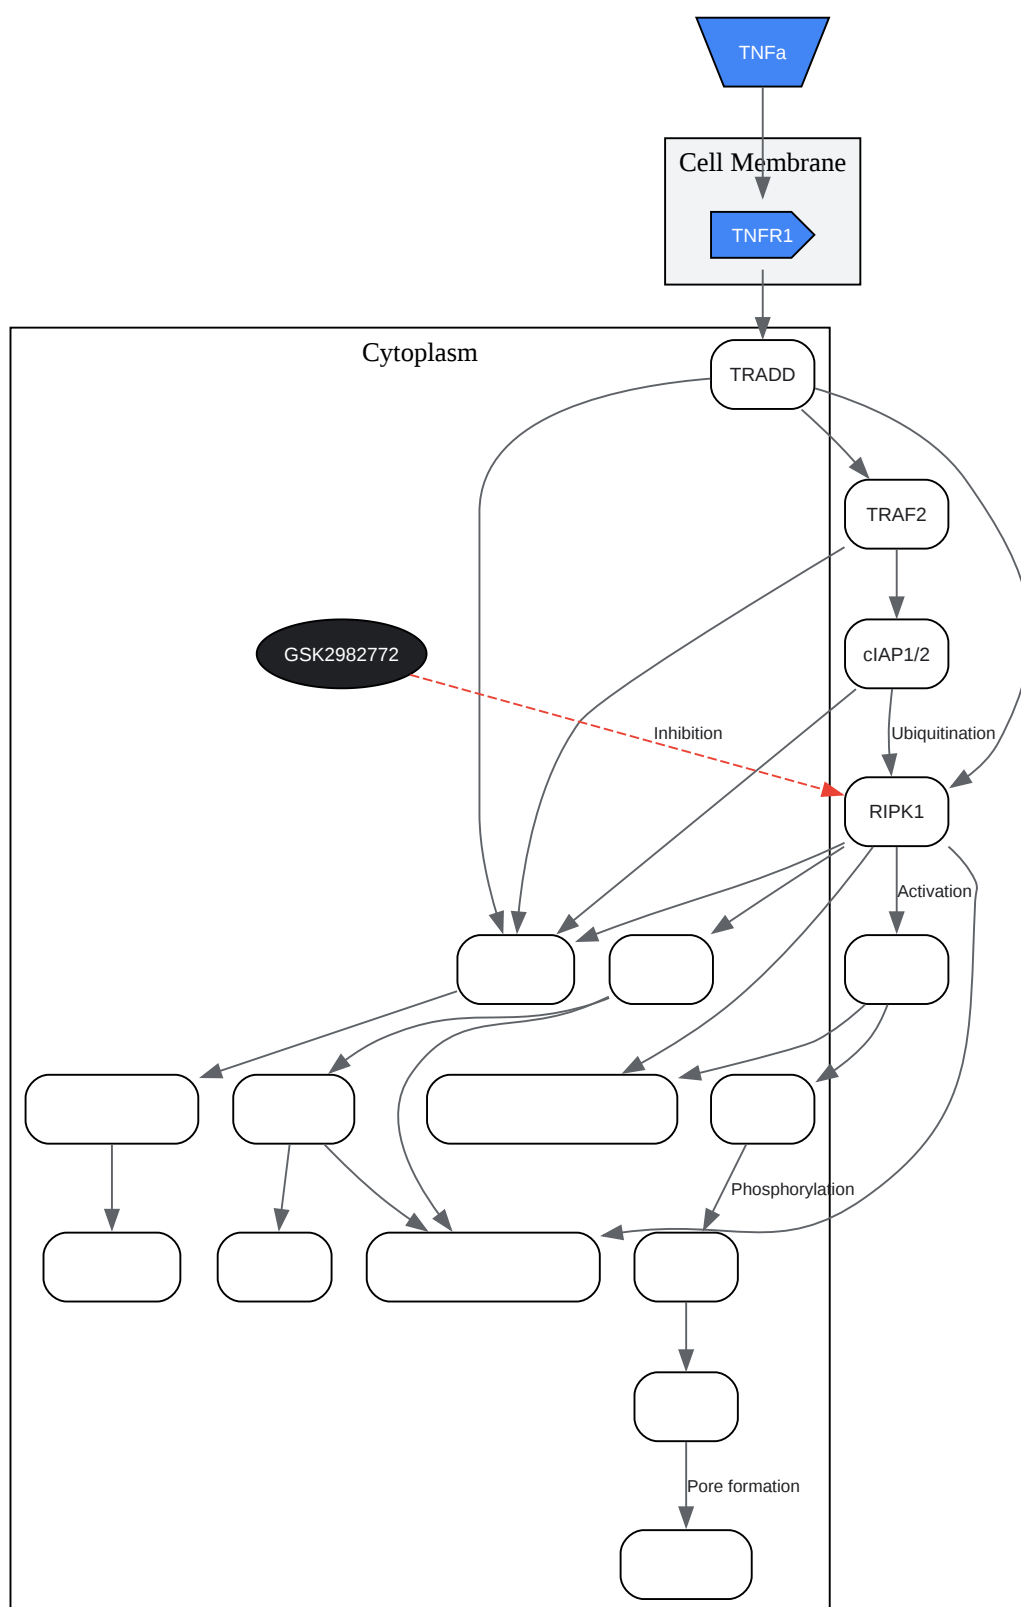 TNFa
Cell Membrane
TNFR1
Cytoplasm
TRADD
TRAF2
GSK2982772
cIAP1/2
Inhibition
Ubiquitination
RIPK1
Activation
Phosphorylation
Pore formation